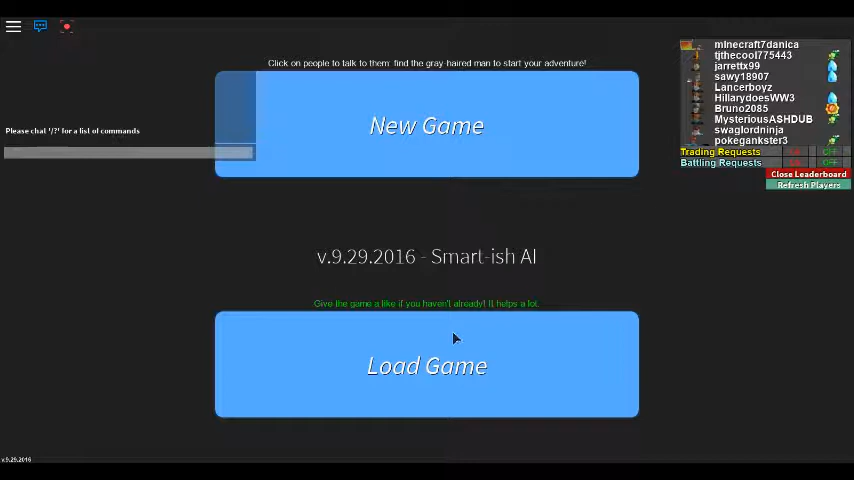 Click on people to talk to them: find the gray-haired man to start your adventure!
New Game
Please chat '/?' for a list of commands
v.9.29.2016 - Smart-ish AI
Give the game a like if you haven't already! It helps a lot.
Load Game
minecraft7danica
tjthecool775443
jarrettx99
sawy18907
Lancerboyz
HillarydoesWW3
Bruno2085
MysteriousASHDUB
swaglordninja
pokegankster3
Trading Requests
Battling Requests
Close Leaderboard
Refresh Players
v.9.29.2016